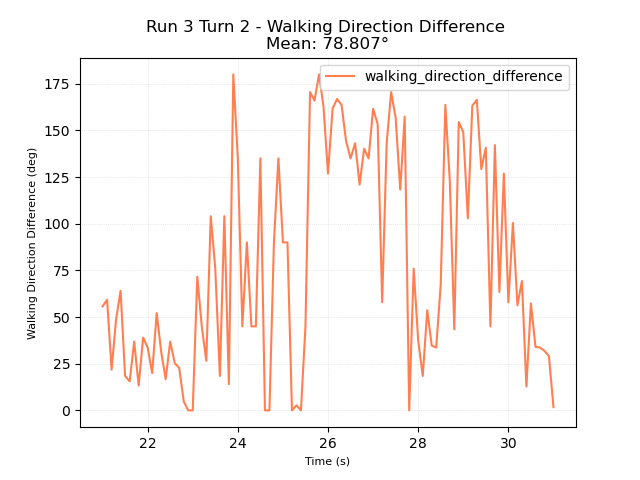 Run 3 Turn 2 - Walking Direction Difference
Mean: 78.807°
walking_direction_difference
175
150
125
100
75
50
25
0
Walking Direction Difference (deg)
22
24
26
28
30
Time (s)